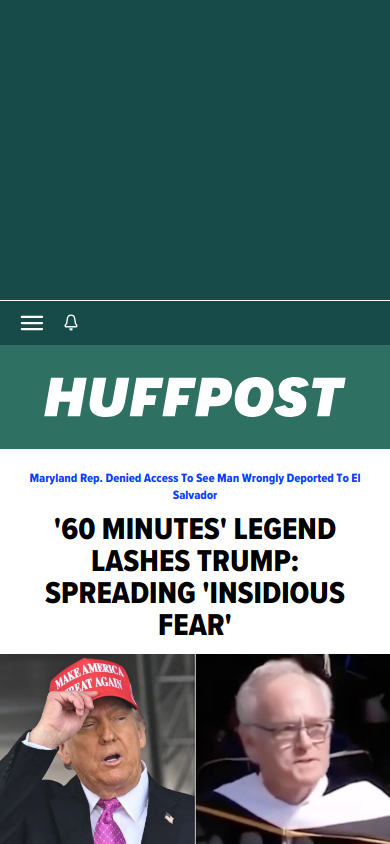 HUFFPOST
Maryland Rep. Denied Access To See Man Wrongly Deported To El
Salvador
'60 MINUTES' LEGEND
LASHES TRUMP:
SPREADING 'INSIDIOUS
FEAR'
MAKE AMERICA
GREAT AGAIN